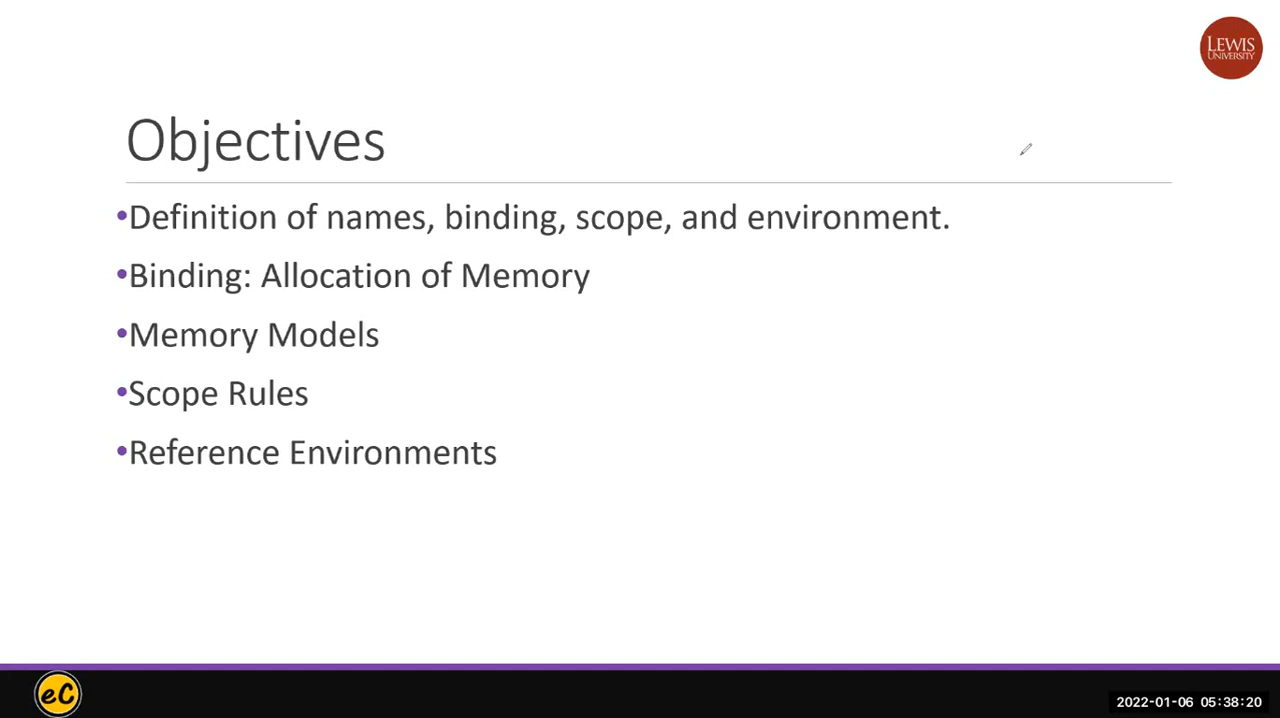 LEWIS
UNIVERSITY
Objectives
•Definition of names, binding, scope, and environment.
•Binding: Allocation of Memory
•Memory Models
•Scope Rules
•Reference Environments
eC
2022-01-06 05:38:20